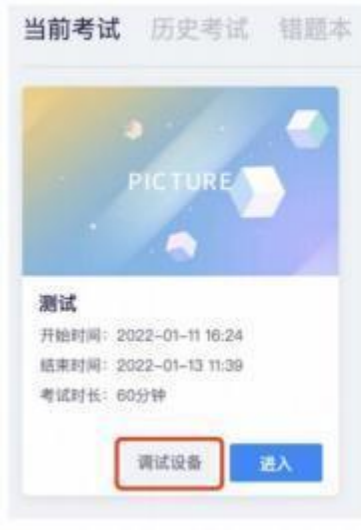 当前考试 历史考试 错题本
PICTURE
测试
开始时间：2022-01-11 16:24
结束时间：2022-01-13 11:39
考试时长：60分钟
调试设备 进入